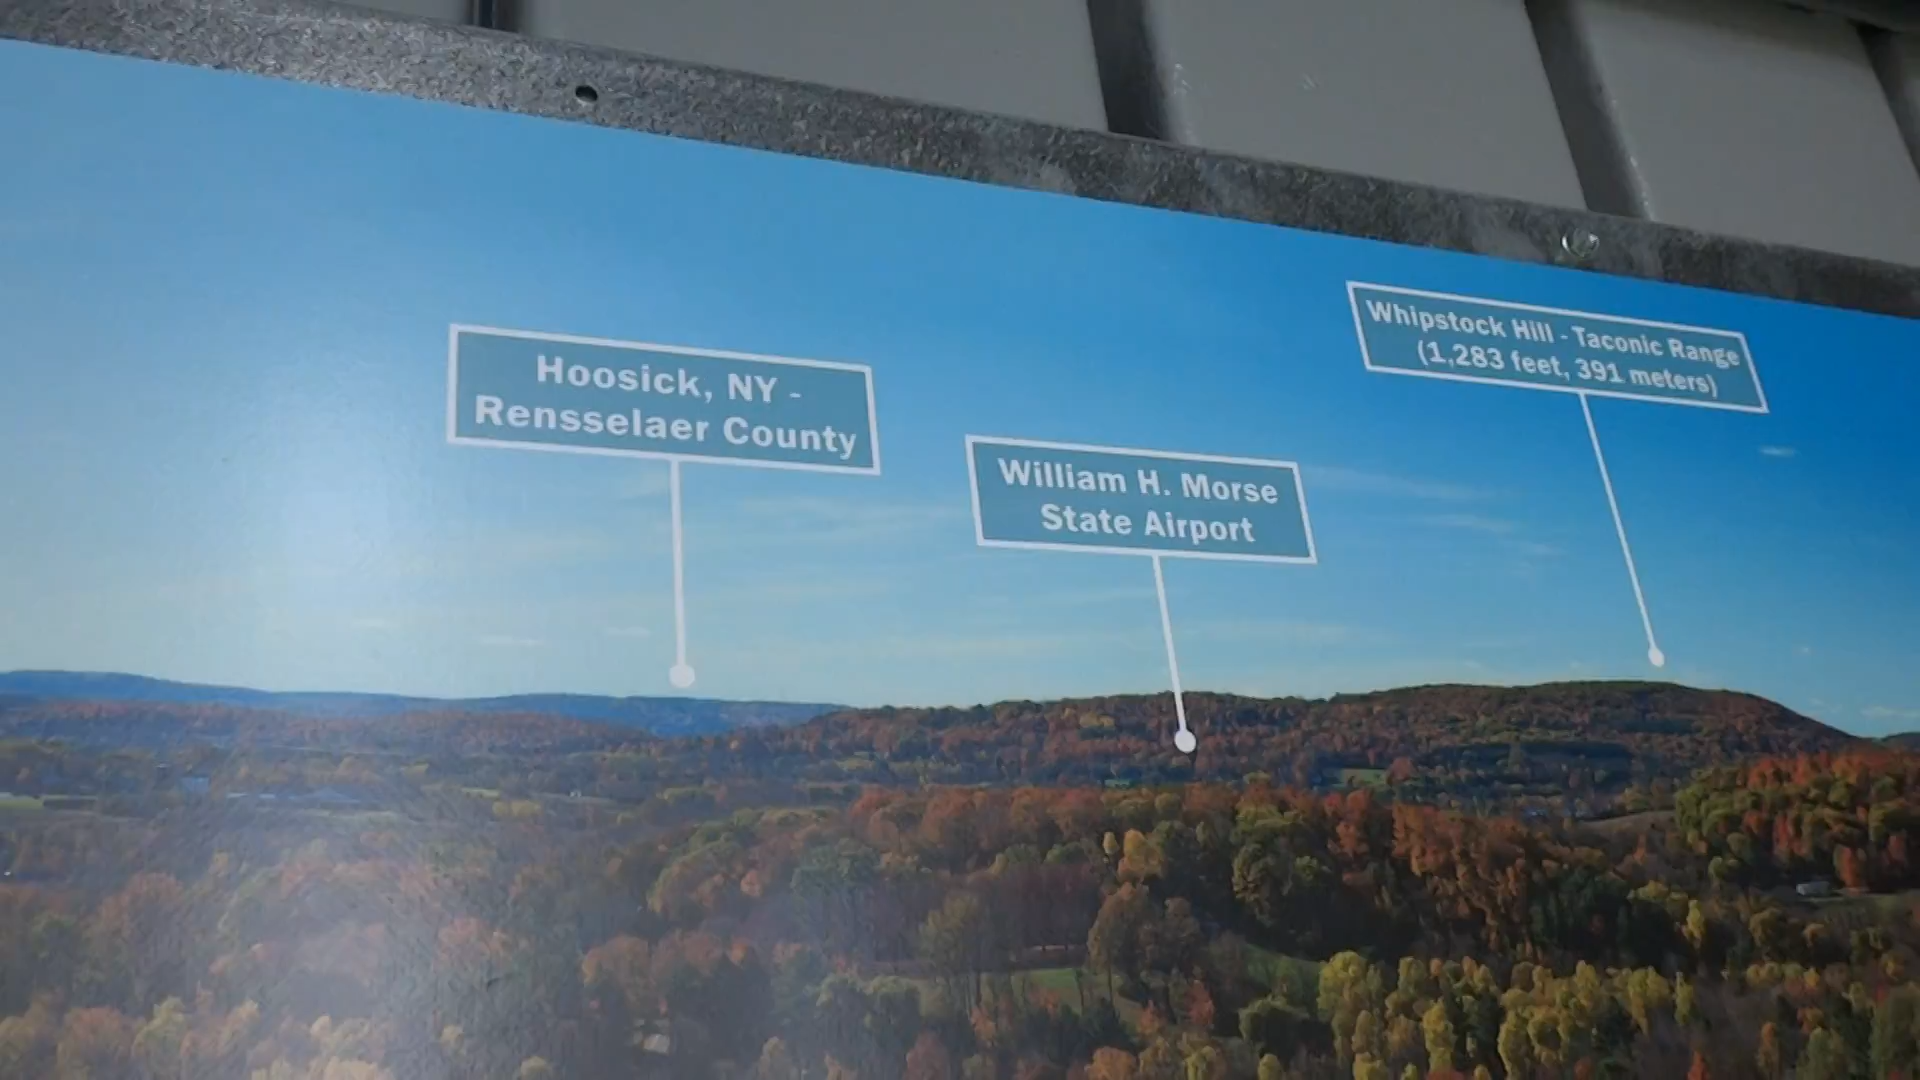 Hoosick, NY -
Rensselaer County
William H. Morse
State Airport
Whipstock Hill - Taconic Range
(1,283 feet, 391 meters)